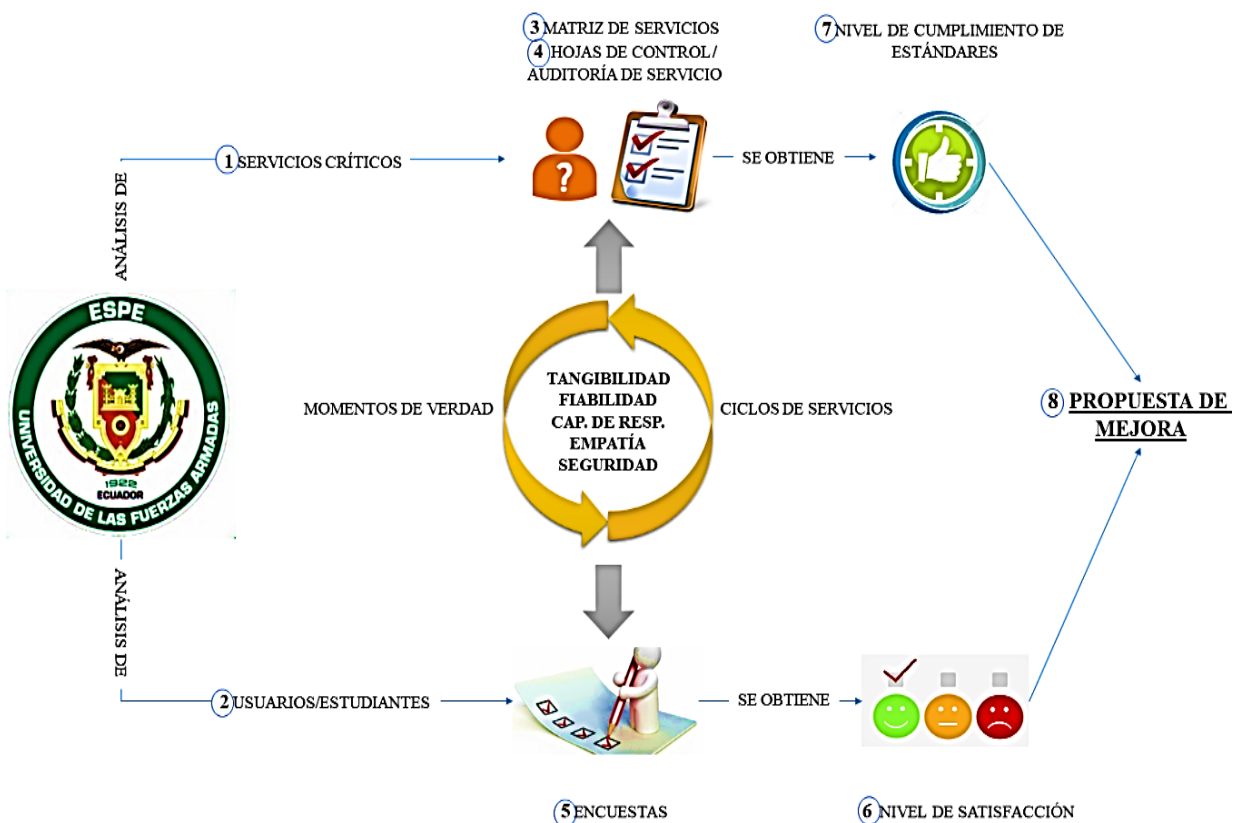 3 MATRIZ DE SERVICIOS
4 HOJAS DE CONTROL/
AUDITORÍA DE SERVICIO
7 NIVEL DE CUMPLIMIENTO DE
ESTÁNDARES
ANÁLISIS DE
1 SERVICIOS CRÍTICOS
?
SE OBTIENE
ESPE
1922
ECUADOR
UNIVERSIDAD DE LAS FUERZAS ARMADAS
MOMENTOS DE VERDAD
TANGIBILIDAD
FIABILIDAD
CAP. DE RESP.
EMPATÍA
SEGURIDAD
CICLOS DE SERVICIOS
8 PROPUESTA DE
MEJORA
ANÁLISIS DE
2 USUARIOS/ESTUDIANTES
SE OBTIENE
5 ENCUESTAS
6 NIVEL DE SATISFACCIÓN